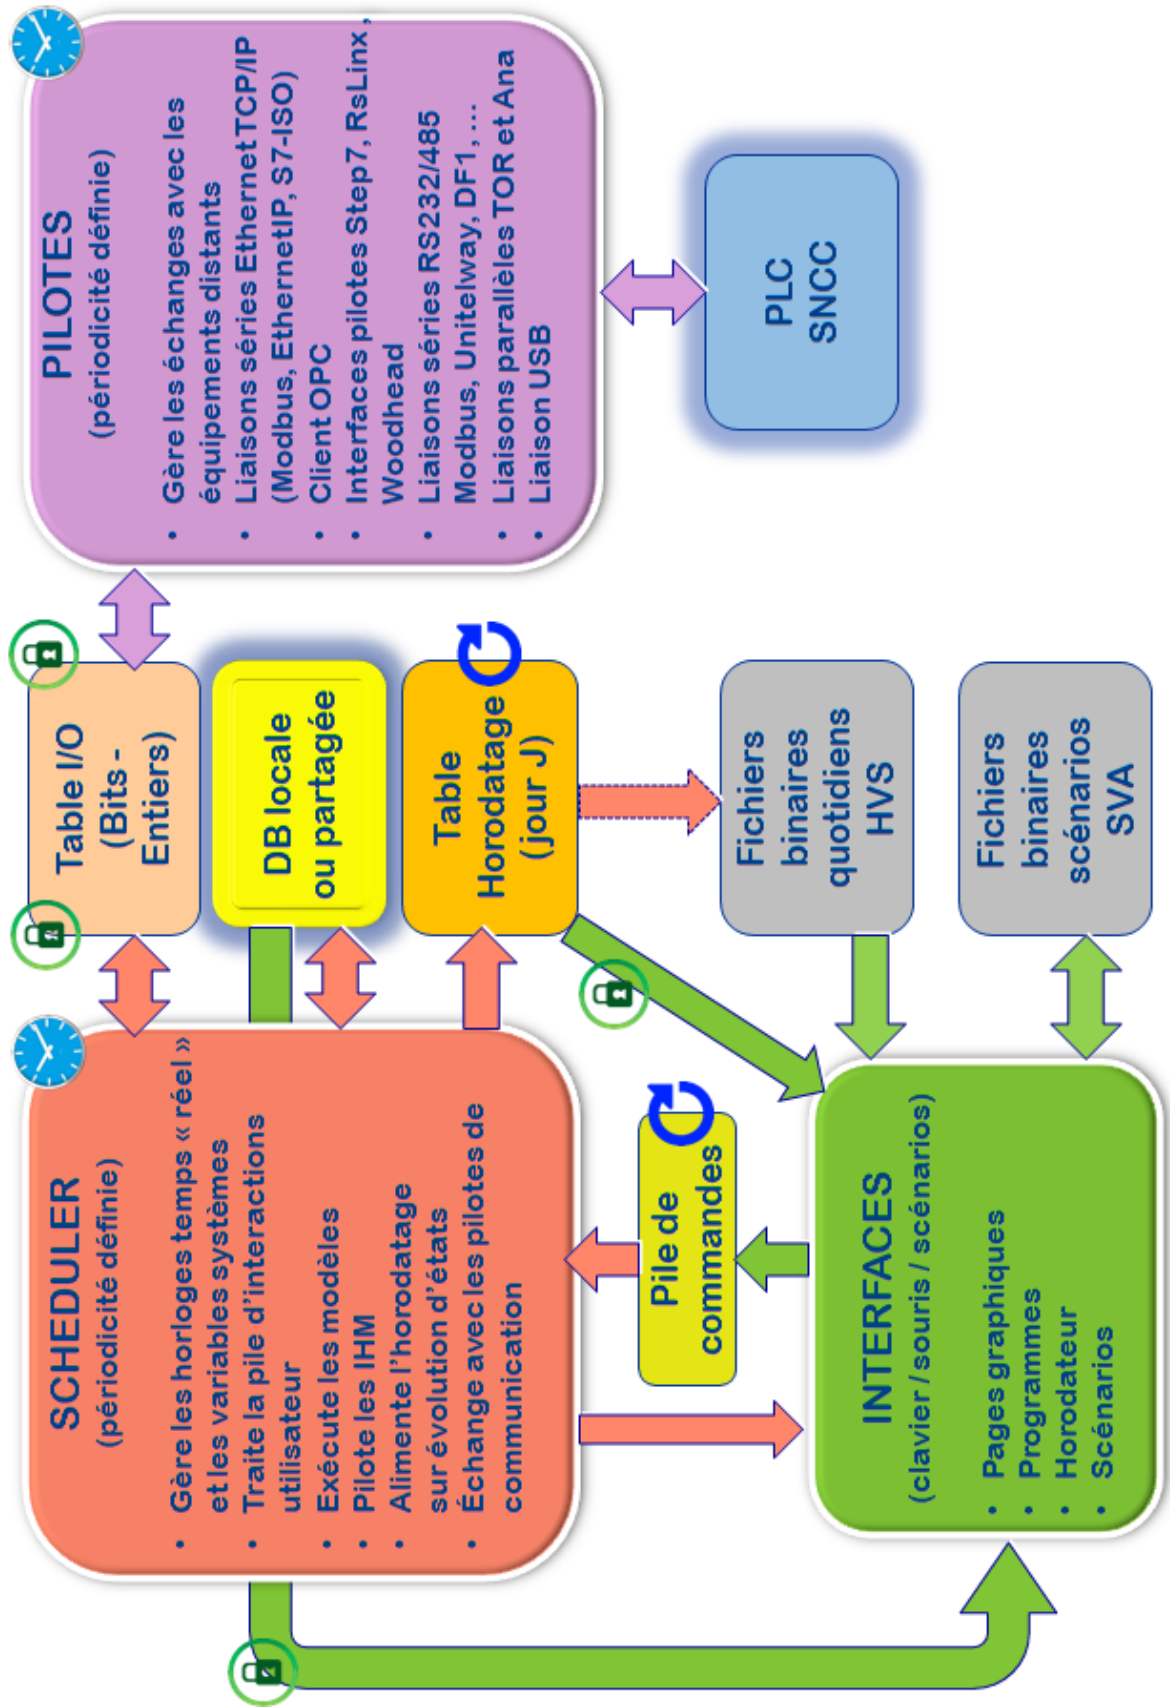 SCHEDULER
(périodicité définie)
• Gère les horloges temps « réel »
et les variables systèmes
• Traite la pile d'interactions
utilisateur
• Exécute les modèles
• Pilote les IHM
• Alimente l'horodatage
sur évolution d'états
• Échange avec les pilotes de
communication
Table I/O
(Bits -
Entiers)
DB locale
ou partagée
Table
Horodatage
(jour J)
PILOTES
(périodicité définie)
• Gère les échanges avec les
équipements distants
• Liaisons séries Ethernet TCP/IP
(Modbus, EthernetIP, S7-ISO)
• Client OPC
• Interfaces pilotes Step7, RsLinx,
Woodhead
• Liaisons séries RS232/485
Modbus, Unitelway, DF1, ...
• Liaisons parallèles TOR et Ana
• Liaison USB
Pile de
commandes
INTERFACES
(clavier / souris / scénarios)
• Pages graphiques
• Programmes
• Horodateur
• Scénarios
Fichiers
binaires
quotidiens
HVS
Fichiers
binaires
scénarios
SVA
PLC
SNCC